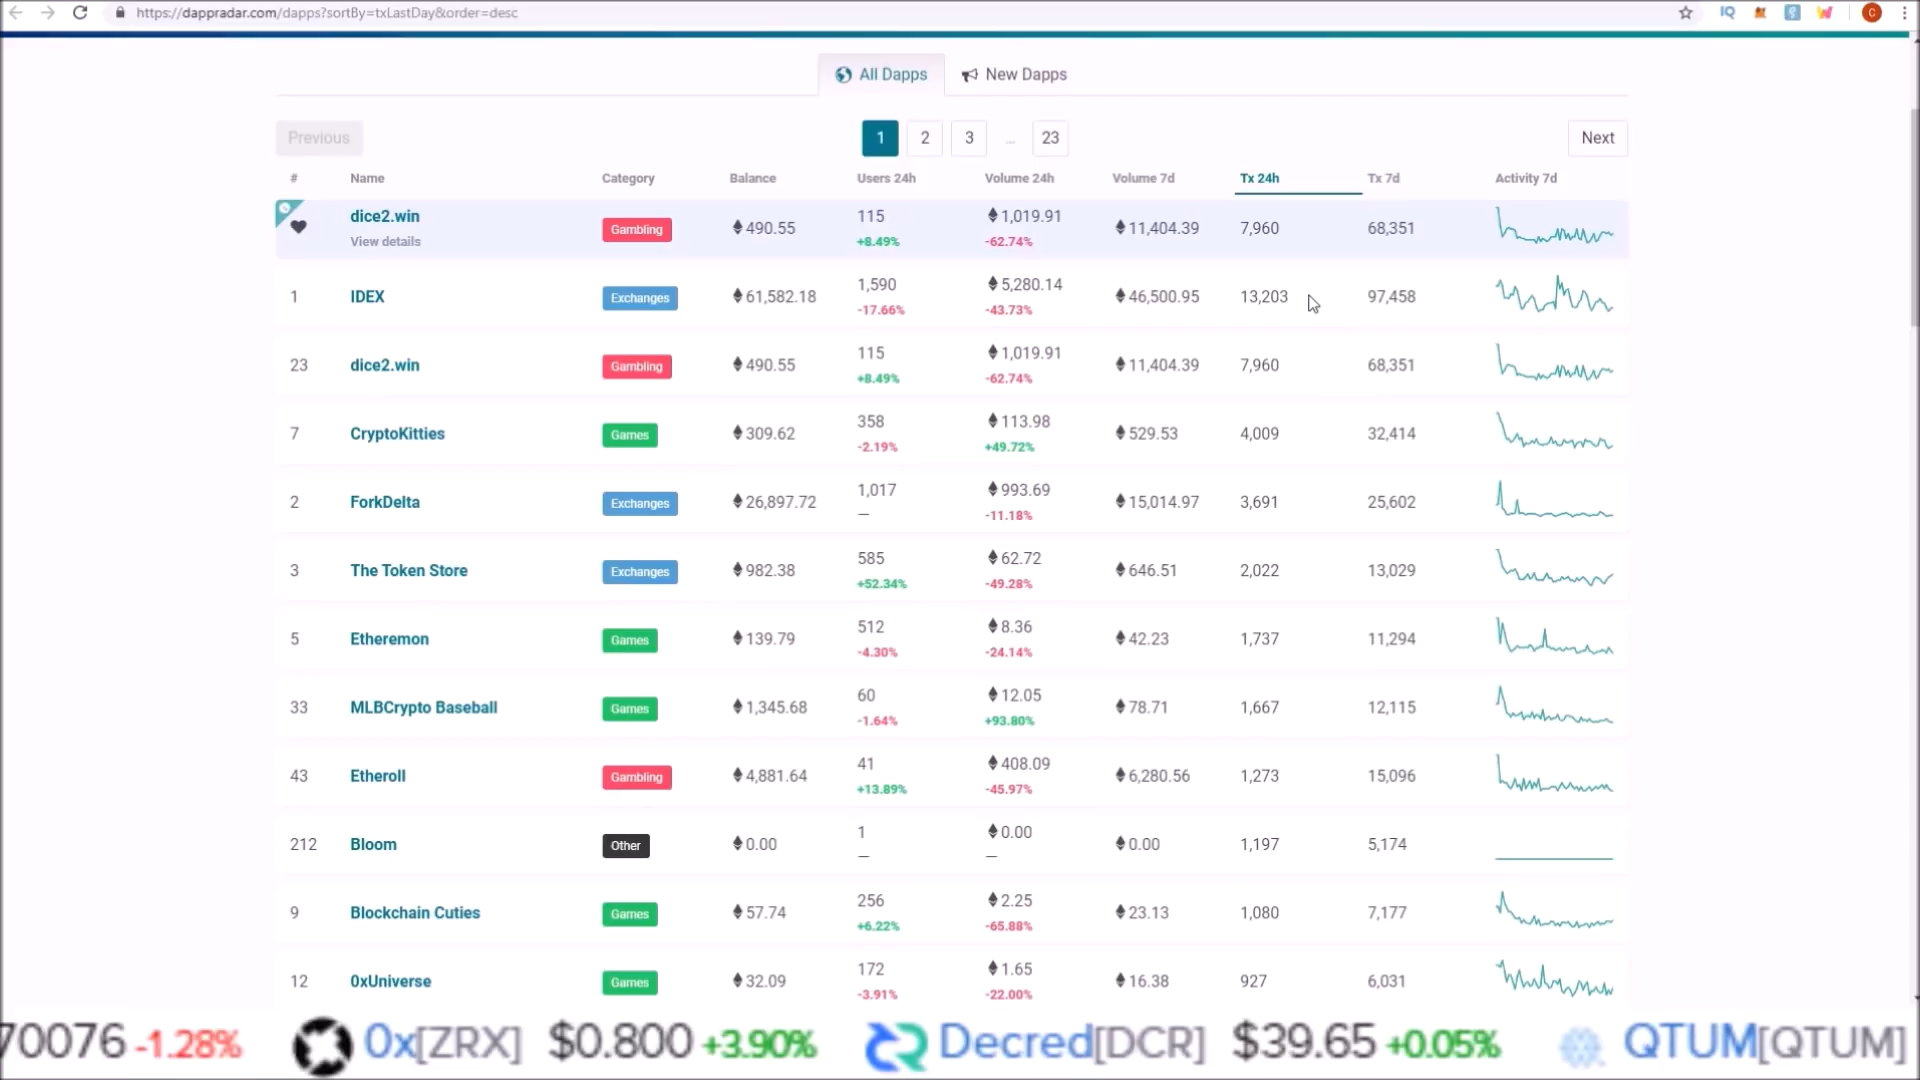 https://dappradar.com/dapps?sortBy=txLastDay&order=desc
All Dapps New Dapps
Previous 1 2 3 ... 23 Next
# Name Category Balance Users 24h Volume 24h Volume 7d Tx 24h Tx 7d Activity 7d
dice2.win View details Gambling 490.55 115 +8.49% 1,019.91 -62.74% 11,404.39 7,960 68,351
1 IDEX Exchanges 61,582.18 1,590 -17.66% 5,280.14 -43.73% 46,500.95 13,203 97,458
23 dice2.win Gambling 490.55 115 +8.49% 1,019.91 -62.74% 11,404.39 7,960 68,351
7 CryptoKitties Games 309.62 358 -2.19% 113.98 +49.72% 529.53 4,009 32,414
2 ForkDelta Exchanges 26,897.72 1,017 — 993.69 -11.18% 15,014.97 3,691 25,602
3 The Token Store Exchanges 982.38 585 +52.34% 62.72 -49.28% 646.51 2,022 13,029
5 Etheremon Games 139.79 512 -4.30% 8.36 -24.14% 42.23 1,737 11,294
33 MLBCrypto Baseball Games 1,345.68 60 -1.64% 12.05 +93.80% 78.71 1,667 12,115
43 Etheroll Gambling 4,881.64 41 +13.89% 408.09 -45.97% 6,280.56 1,273 15,096
212 Bloom Other 0.00 1 — 0.00 — 0.00 1,197 5,174
9 Blockchain Cuties Games 57.74 256 +6.22% 2.25 -65.88% 23.13 1,080 7,177
12 0xUniverse Games 32.09 172 -3.91% 1.65 -22.00% 16.38 927 6,031
70076 -1.28% 0x[ZRX] $0.800 +3.90% Decred[DCR] $39.65 +0.05% QTUM[QTUM]